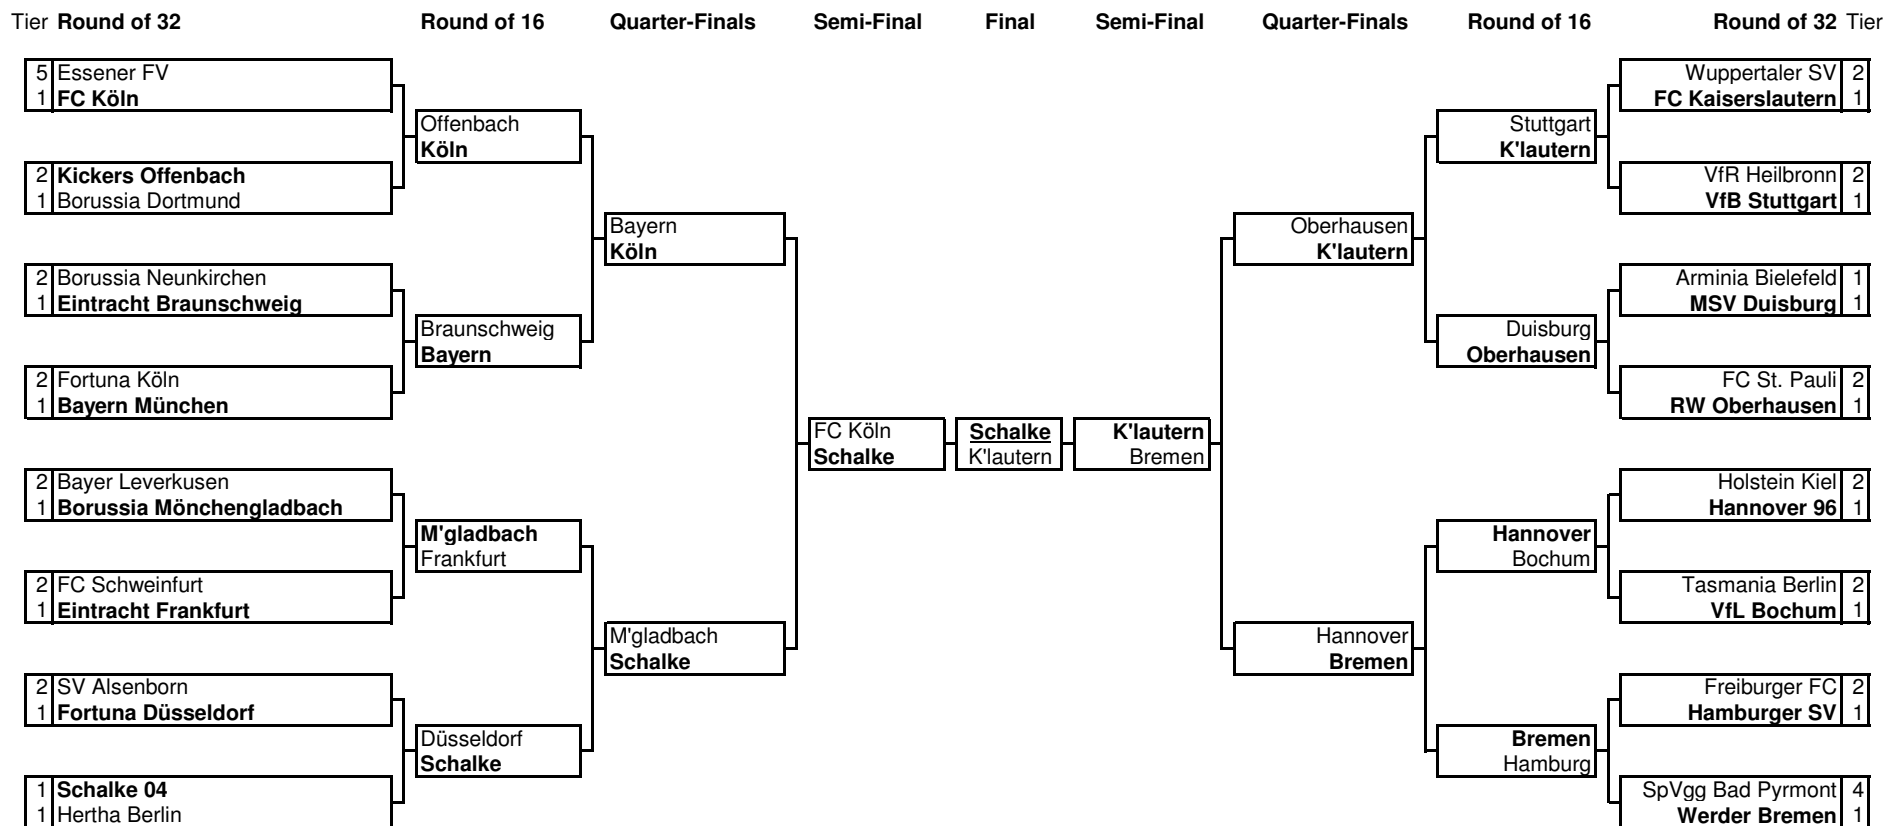 Tier Round of 32 Round of 16 Quarter-Finals Semi-Final Final Semi-Final Quarter-Finals Round of 16 Round of 32 Tier
5 Essener FV
1 FC Köln
2 Kickers Offenbach
1 Borussia Dortmund
2 Borussia Neunkirchen
1 Eintracht Braunschweig
2 Fortuna Köln
1 Bayern München
2 Bayer Leverkusen
1 Borussia Mönchengladbach
2 FC Schweinfurt
1 Eintracht Frankfurt
2 SV Alsenborn
1 Fortuna Düsseldorf
1 Schalke 04
1 Hertha Berlin
Offenbach
Köln
Braunschweig
Bayern
M'gladbach
Frankfurt
Düsseldorf
Schalke
Bayern
Köln
M'gladbach
Schalke
FC Köln
Schalke
Schalke
K'lautern
K'lautern
Bremen
Oberhausen
K'lautern
Hannover
Bremen
Stuttgart
K'lautern
Duisburg
Oberhausen
Hannover
Bochum
Bremen
Hamburg
Wuppertaler SV 2
FC Kaiserslautern 1
VfR Heilbronn 2
VfB Stuttgart 1
Arminia Bielefeld 1
MSV Duisburg 1
FC St. Pauli 2
RW Oberhausen 1
Holstein Kiel 2
Hannover 96 1
Tasmania Berlin 2
VfL Bochum 1
Freiburger FC 2
Hamburger SV 1
SpVgg Bad Pyrmont 4
Werder Bremen 1